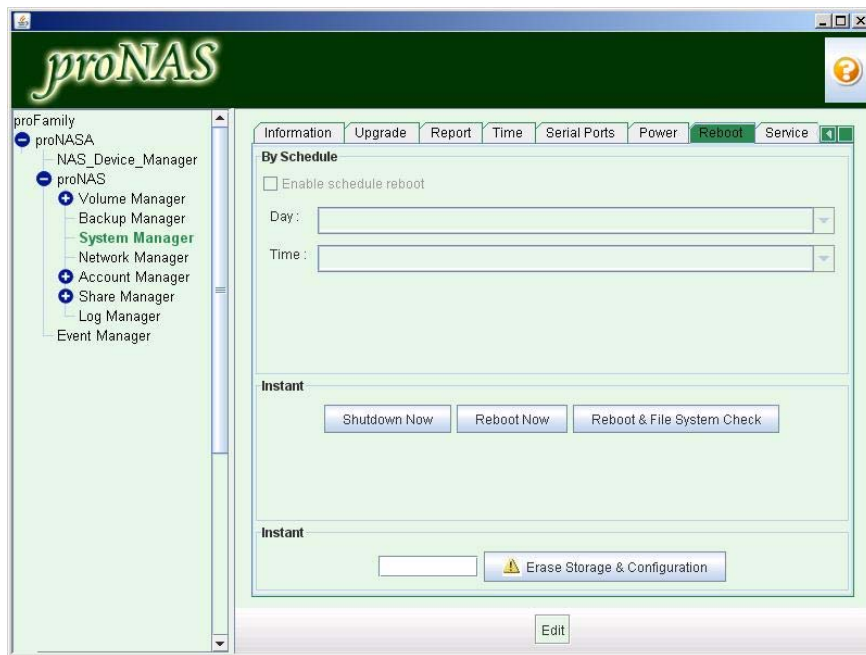 proNAS
proFamily
proNASA
NAS_Device_Manager
proNAS
Volume Manager
Backup Manager
System Manager
Network Manager
Account Manager
Share Manager
Log Manager
Event Manager
Information Upgrade Report Time Serial Ports Power Reboot Service
By Schedule
Enable schedule reboot
Day :
Time :
Instant
Shutdown Now Reboot Now Reboot & File System Check
Instant
Erase Storage & Configuration
Edit